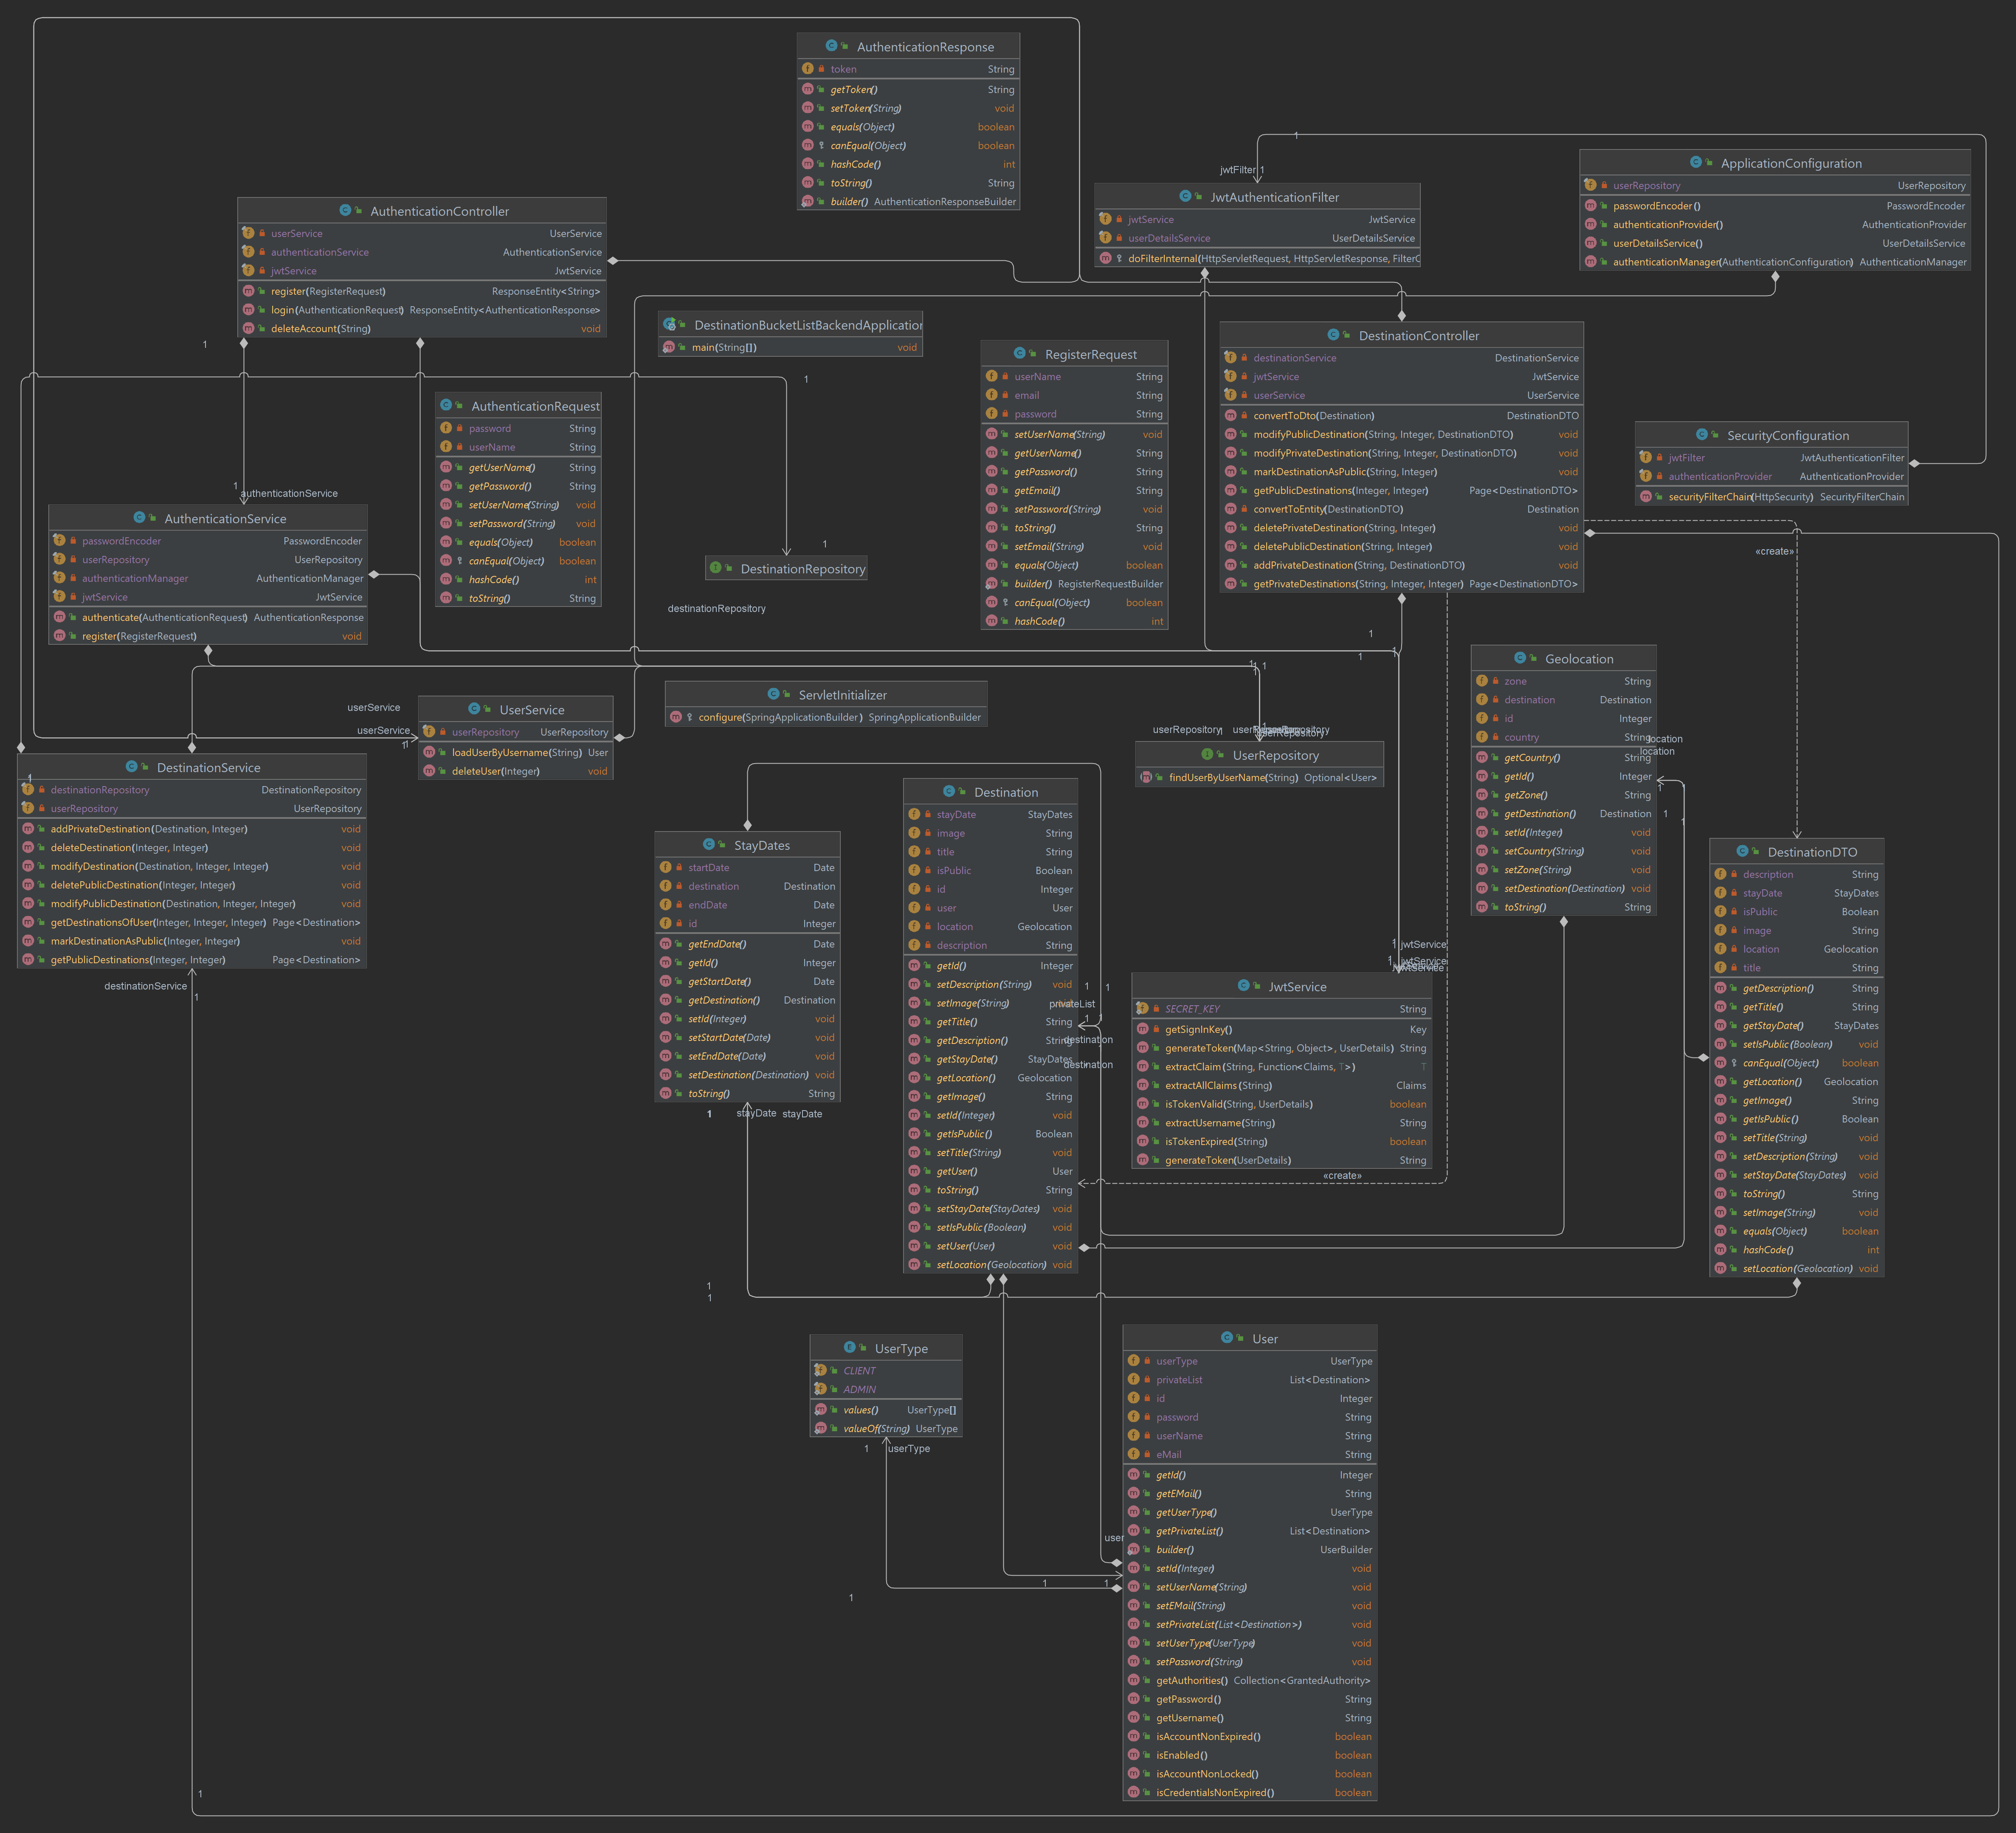 AuthenticationResponse
token String
getToken() String
setToken(String) void
equals(Object) boolean
canEqual(Object) boolean
hashCode() int
toString() String
builder() AuthenticationResponseBuilder
1
jwtFilter 1
ApplicationConfiguration
userRepository UserRepository
passwordEncoder() PasswordEncoder
authenticationProvider() AuthenticationProvider
userDetailsService() UserDetailsService
authenticationManager(AuthenticationConfiguration) AuthenticationManager
JwtAuthenticationFilter
jwtService JwtService
userDetailsService UserDetailsService
doFilterInternal(HttpServletRequest, HttpServletResponse, FilterC
AuthenticationController
userService UserService
authenticationService AuthenticationService
jwtService JwtService
register(RegisterRequest) ResponseEntity<String>
login(AuthenticationRequest) ResponseEntity<AuthenticationResponse>
deleteAccount(String) void
1
DestinationBucketListBackendApplication
main(String[]) void
1
RegisterRequest
userName String
email String
password String
setUserName(String) void
getUserName() String
getPassword() String
getEmail() String
setPassword(String) void
toString() String
setEmail(String) void
equals(Object) boolean
builder() RegisterRequestBuilder
canEqual(Object) boolean
hashCode() int
DestinationController
destinationService DestinationService
jwtService JwtService
userService UserService
convertToDto(Destination) DestinationDTO
modifyPublicDestination(String, Integer, DestinationDTO) void
modifyPrivateDestination(String, Integer, DestinationDTO) void
markDestinationAsPublic(String, Integer) void
getPublicDestinations(Integer, Integer) Page<DestinationDTO>
convertToEntity(DestinationDTO) Destination
deletePrivateDestination(String, Integer) void
deletePublicDestination(String, Integer) void
addPrivateDestination(String, DestinationDTO) void
getPrivateDestinations(String, Integer, Integer) Page<DestinationDTO>
SecurityConfiguration
jwtFilter JwtAuthenticationFilter
authenticationProvider AuthenticationProvider
securityFilterChain(HttpSecurity) SecurityFilterChain
«create»
AuthenticationRequest
password String
userName String
getUserName() String
getPassword() String
setUserName(String) void
setPassword(String) void
equals(Object) boolean
canEqual(Object) boolean
hashCode() int
toString() String
1
authenticationService
AuthenticationService
passwordEncoder PasswordEncoder
userRepository UserRepository
authenticationManager AuthenticationManager
jwtService JwtService
authenticate(AuthenticationRequest) AuthenticationResponse
register(RegisterRequest) void
1
DestinationRepository
destinationRepository
1
1
1
1 1
Geolocation
zone String
destination Destination
id Integer
country String
getCountry() String
getId() Integer
getZone() String
getDestination() Destination
setId(Integer) void
setCountry(String) void
setZone(String) void
setDestination(Destination) void
toString() String
location
location
1
1
1
ServletInitializer
configure(SpringApplicationBuilder) SpringApplicationBuilder
userService
userService
1
UserService
userRepository UserRepository
loadUserByUsername(String) User
deleteUser(Integer) void
userRepository
1
userRepository
1
UserRepository
findUserByUserName(String) Optional<User>
DestinationService
1
destinationRepository DestinationRepository
userRepository UserRepository
addPrivateDestination(Destination, Integer) void
deleteDestination(Integer, Integer) void
modifyDestination(Destination, Integer, Integer) void
deletePublicDestination(Integer, Integer) void
modifyPublicDestination(Destination, Integer, Integer) void
getDestinationsOfUser(Integer, Integer, Integer) Page<Destination>
markDestinationAsPublic(Integer, Integer) void
getPublicDestinations(Integer, Integer) Page<Destination>
destinationService
1
StayDates
startDate Date
destination Destination
endDate Date
id Integer
getEndDate() Date
getId() Integer
getStartDate() Date
getDestination() Destination
setId(Integer) void
setStartDate(Date) void
setEndDate(Date) void
setDestination(Destination) void
toString() String
1
stayDate
stayDate
Destination
stayDate StayDates
image String
title String
isPublic Boolean
id Integer
user User
location Geolocation
description String
getId() Integer
setDescription(String) void
setImage(String) void
getTitle() String
getDescription() String
getStayDate() StayDates
getLocation() Geolocation
getImage() String
setId(Integer) void
getIsPublic() Boolean
setTitle(String) void
getUser() User
toString() String
setStayDate(StayDates) void
setIsPublic(Boolean) void
setUser(User) void
setLocation(Geolocation) void
1
1
privateList
1
1
destination
destination
1
jwtService
1
jwtService
JwtService
SECRET_KEY String
getSignInKey() Key
generateToken(Map<String, Object>, UserDetails) String
extractClaim(String, Function<Claims, T>) T
extractAllClaims(String) Claims
isTokenValid(String, UserDetails) boolean
extractUsername(String) String
isTokenExpired(String) boolean
generateToken(UserDetails) String
«create»
DestinationDTO
description String
stayDate StayDates
isPublic Boolean
image String
location Geolocation
title String
getDescription() String
getTitle() String
getStayDate() StayDates
setIsPublic(Boolean) void
canEqual(Object) boolean
getLocation() Geolocation
getImage() String
getIsPublic() Boolean
setTitle(String) void
setDescription(String) void
setStayDate(StayDates) void
toString() String
setImage(String) void
equals(Object) boolean
hashCode() int
setLocation(Geolocation) void
1
1
UserType
CLIENT
ADMIN
values() UserType[]
valueOf(String) UserType
1
userType
User
userType UserType
privateList List<Destination>
id Integer
password String
userName String
eMail String
getId() Integer
getEMail() String
getUserType() UserType
getPrivateList() List<Destination>
builder() UserBuilder
setId(Integer) void
setUserName(String) void
setEMail(String) void
setPrivateList(List<Destination>) void
setUserType(UserType) void
setPassword(String) void
getAuthorities() Collection<GrantedAuthority>
getPassword() String
getUsername() String
isAccountNonExpired() boolean
isEnabled() boolean
isAccountNonLocked() boolean
isCredentialsNonExpired() boolean
user
1
1
1
1